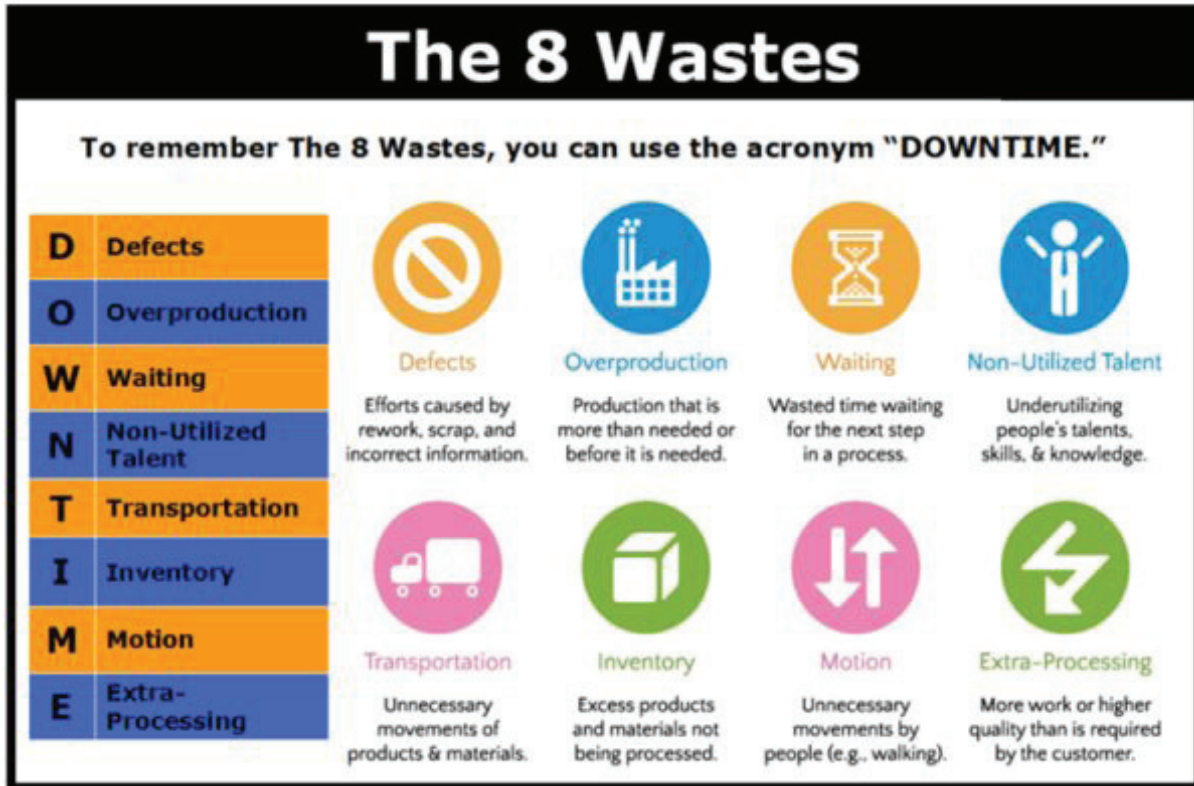 The 8 Wastes
To remember The 8 Wastes, you can use the acronym “DOWNTIME.”
D Defects
O Overproduction
W Waiting
N Non-Utilized
Talent
T Transportation
I Inventory
M Motion
E Extra-
Processing
Defects
Efforts caused by
rework, scrap, and
incorrect information.
Overproduction
Production that is
more than needed or
before it is needed.
Waiting
Wasted time waiting
for the next step
in a process.
Non-Utilized Talent
Underutilizing
people's talents,
skills, & knowledge.
Transportation
Unnecessary
movements of
products & materials.
Inventory
Excess products
and materials not
being processed.
Motion
Unnecessary
movements by
people (e.g., walking).
Extra-Processing
More work or higher
quality than is required
by the customer.